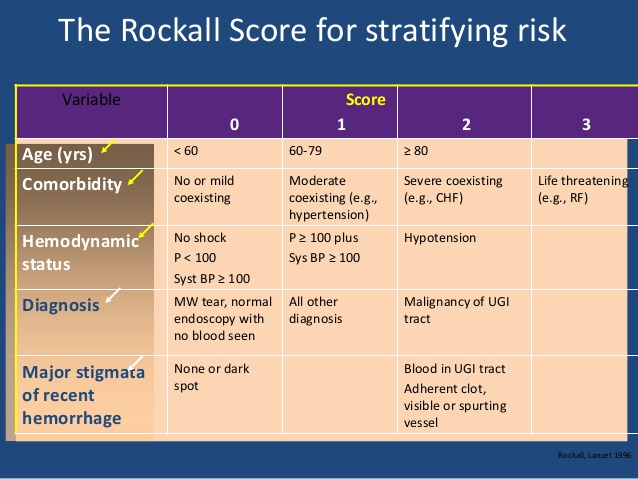 The Rockall Score for stratifying risk
Variable
Score
0
1
2
3
Age (yrs)
< 60
60-79
≥ 80
Comorbidity
No or mild
coexisting
Moderate
coexisting (e.g.,
hypertension)
Severe coexisting
(e.g., CHF)
Life threatening
(e.g., RF)
Hemodynamic
status
No shock
P < 100
Syst BP ≥ 100
P ≥ 100 plus
Sys BP ≥ 100
Hypotension
Diagnosis
MW tear, normal
endoscopy with
no blood seen
All other
diagnosis
Malignancy of UGI
tract
Major stigmata
of recent
hemorrhage
None or dark
spot
Blood in UGI tract
Adherent clot,
visible or spurting
vessel
Rockall, Lancet 1996